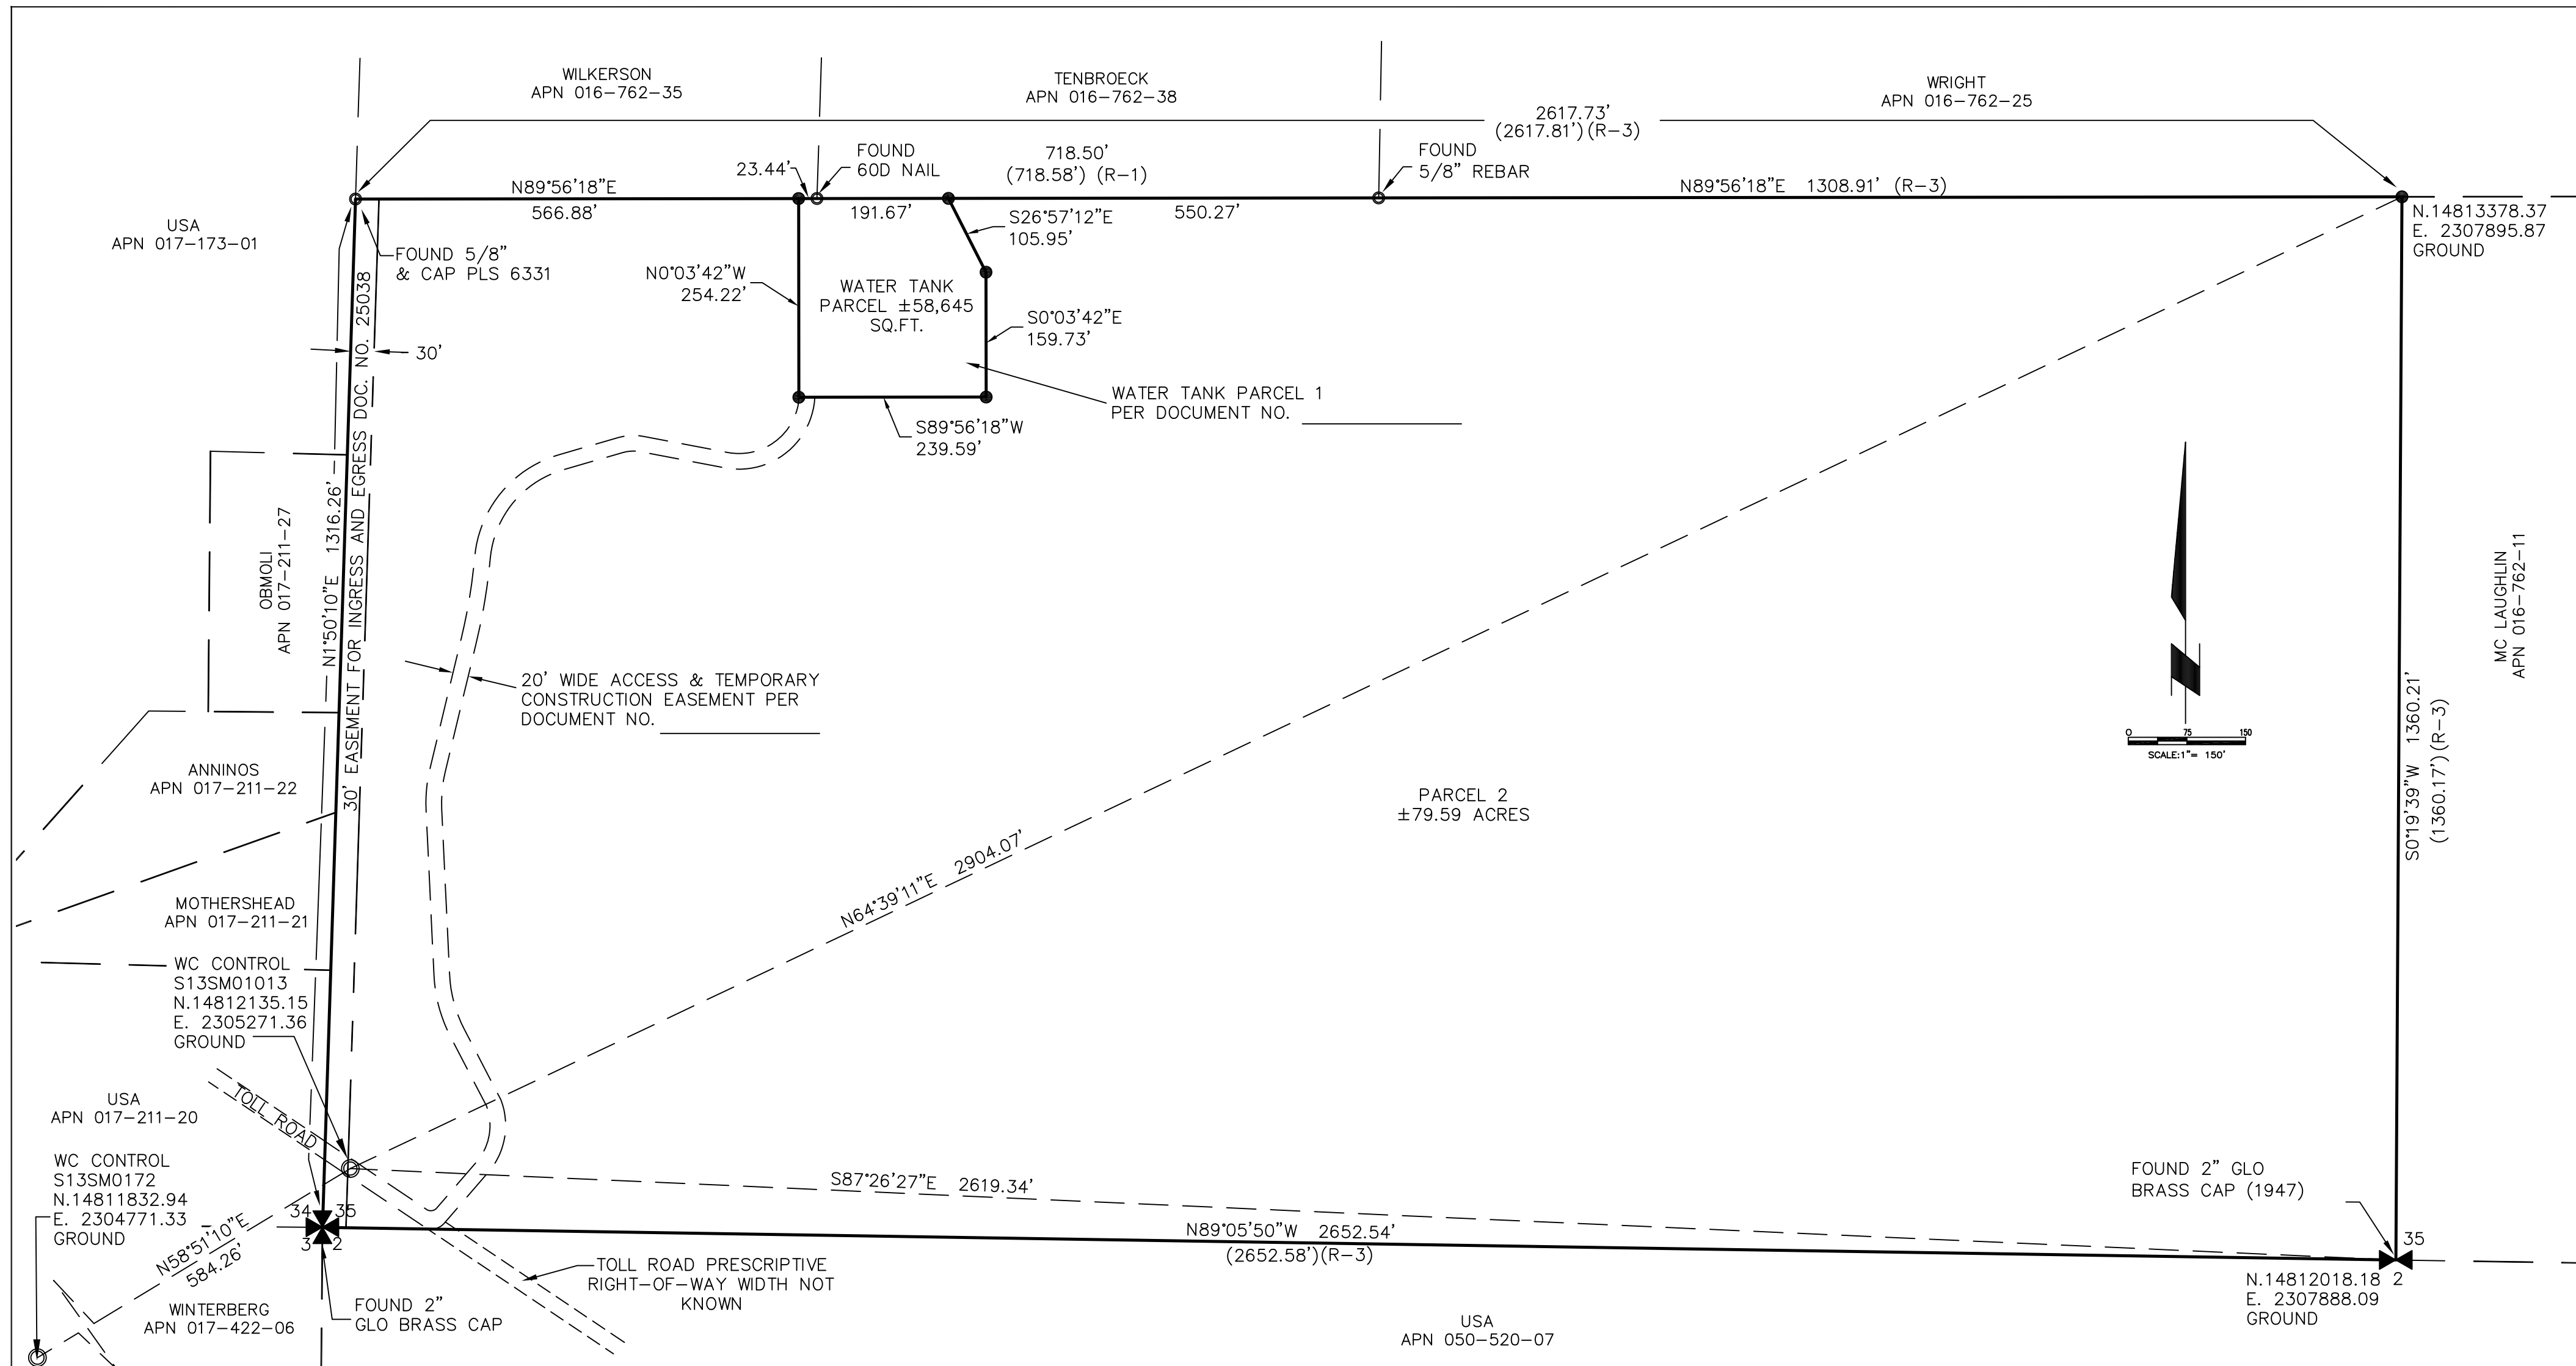 WILKERSON
APN 016-762-35
TENBROECK
APN 016-762-38
WRIGHT
APN 016-762-25
2617.73'
(2617.81')(R-3)
FOUND
60D NAIL
23.44'
718.50'
(718.58') (R-1)
FOUND
5/8" REBAR
N89°56'18"E
566.88'
191.67'
550.27'
N89°56'18"E 1308.91' (R-3)
S26°57'12"E
105.95'
N.14813378.37
E. 2307895.87
GROUND
USA
APN 017-173-01
FOUND 5/8"
& CAP PLS 6331
N0°03'42"W
254.22'
WATER TANK
PARCEL ±58,645
SQ.FT.
S0°03'42"E
159.73'
30'
WATER TANK PARCEL 1
PER DOCUMENT NO.
S89°56'18"W
239.59'
30' EASEMENT FOR INGRESS AND EGRESS DOC. NO. 25038
N1°50'10"E 1316.26'
OBMOLI
APN 017-211-27
MC LAUGHLIN
APN 016-762-11
20' WIDE ACCESS & TEMPORARY
CONSTRUCTION EASEMENT PER
DOCUMENT NO.
0 75 150
SCALE:1"= 150'
S0°19'39"W 1360.21'
(1360.17')(R-3)
ANNINOS
APN 017-211-22
PARCEL 2
±79.59 ACRES
N64°39'11"E 2904.07'
MOTHERSHEAD
APN 017-211-21
WC CONTROL
S13SM01013
N.14812135.15
E. 2305271.36
GROUND
USA
APN 017-211-20
TOLL ROAD
WC CONTROL
S13SM0172
N.14811832.94
E. 2304771.33
GROUND
S87°26'27"E 2619.34'
FOUND 2" GLO
BRASS CAP (1947)
34 35
3 2
N89°05'50"W 2652.54'
(2652.58')(R-3)
35
2
N58°51'10"E
584.26'
TOLL ROAD PRESCRIPTIVE
RIGHT-OF-WAY WIDTH NOT
KNOWN
N.14812018.18
E. 2307888.09
GROUND
WINTERBERG
APN 017-422-06
FOUND 2"
GLO BRASS CAP
USA
APN 050-520-07